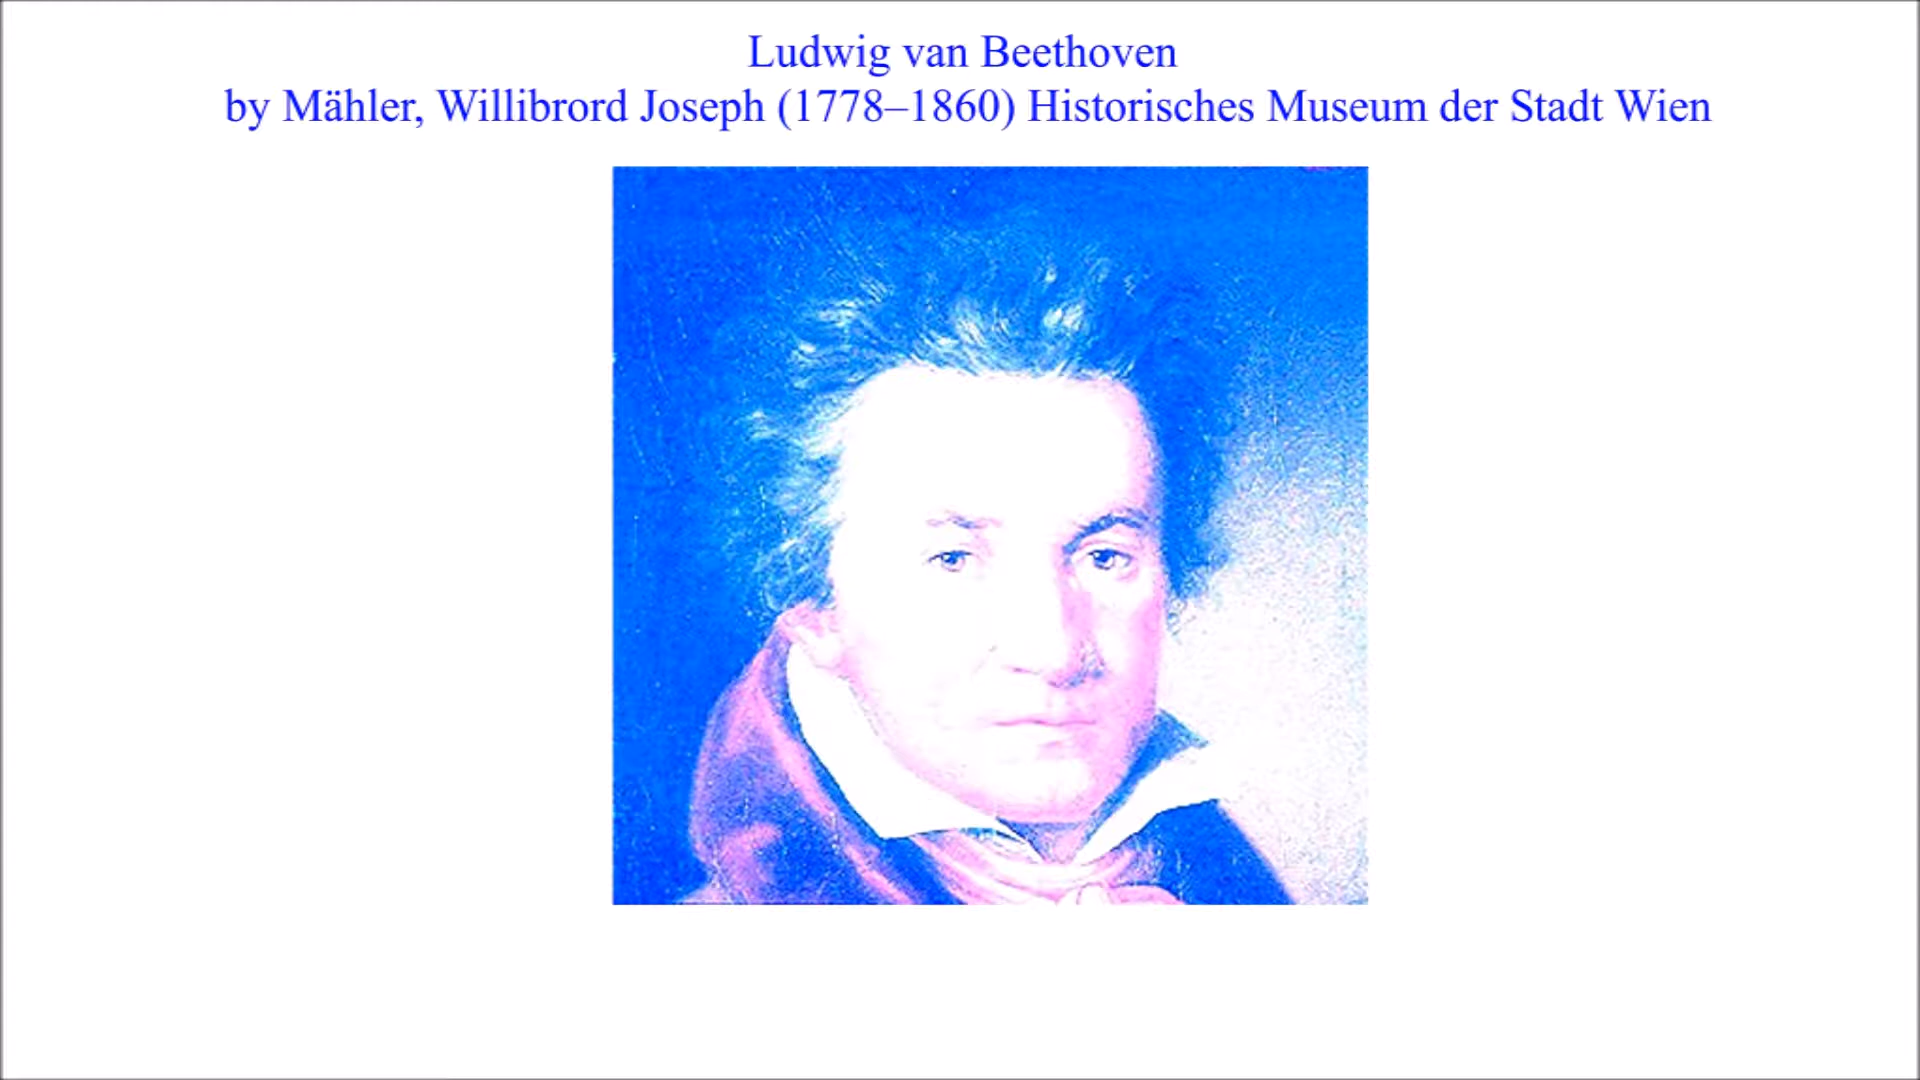 Ludwig van Beethoven
by Mähler, Willibrord Joseph (1778–1860) Historisches Museum der Stadt Wien